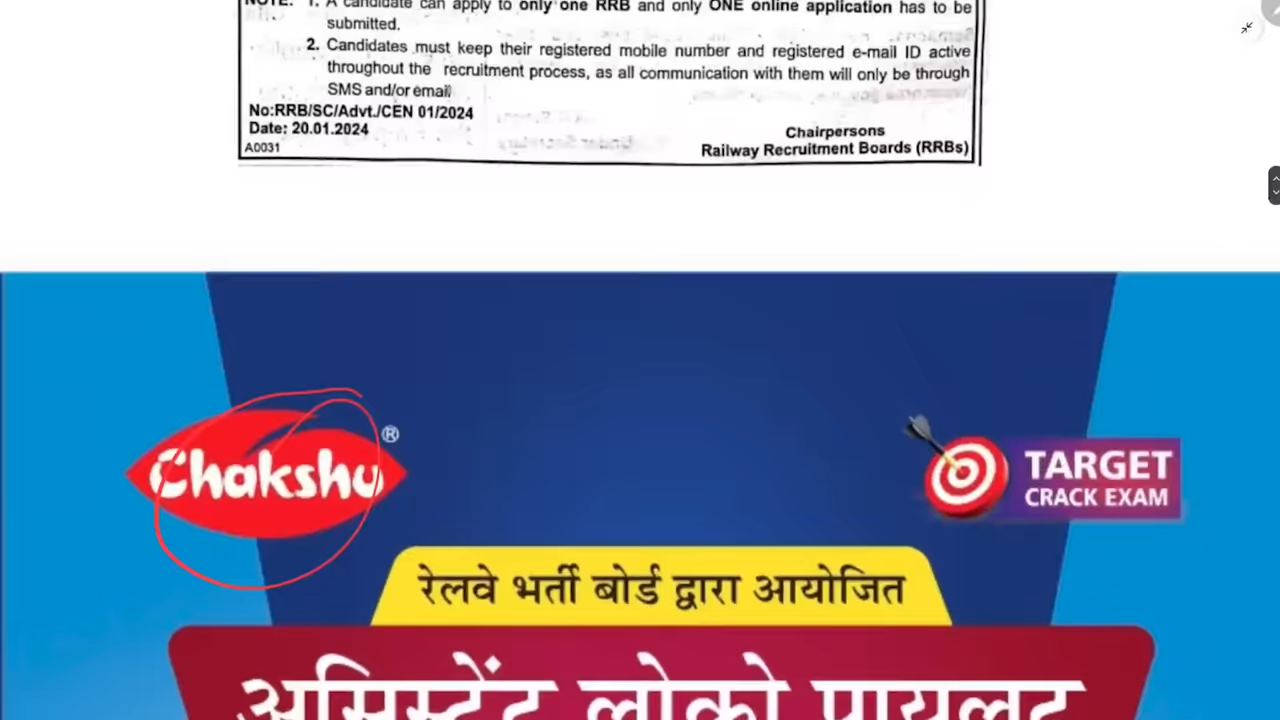 NOTE: 1. A candidate can apply to only one RRB and only ONE online application has to be
submitted.
2. Candidates must keep their registered mobile number and registered e-mail ID active
throughout the recruitment process, as all communication with them will only be through
SMS and/or email
No:RRB/SC/Advt./CEN 01/2024
Date: 20.01.2024
Chairpersons
A0031
Railway Recruitment Boards (RRBs)
Chakshu®
TARGET
CRACK EXAM
रेलवे भर्ती बोर्ड द्वारा आयोजित
असिस्टेंट लोको पायलट